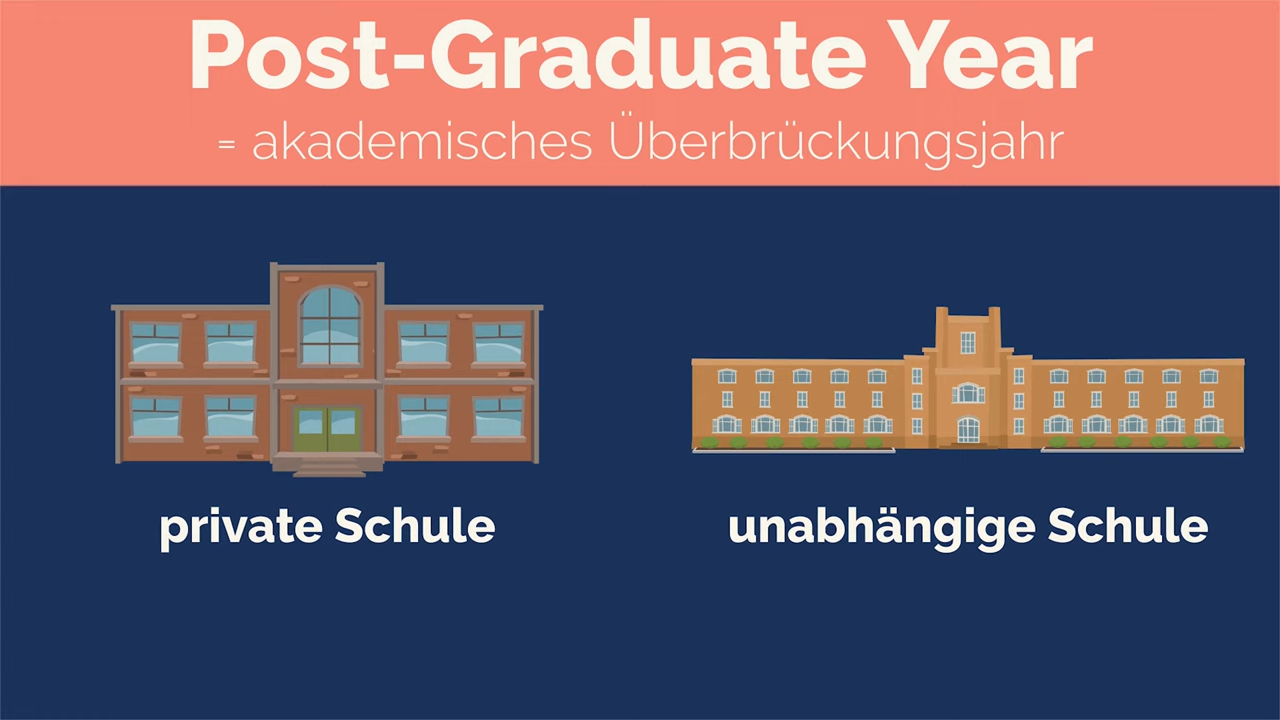 Post-Graduate Year
= akademisches Überbrückungsjahr
private Schule
unabhängige Schule